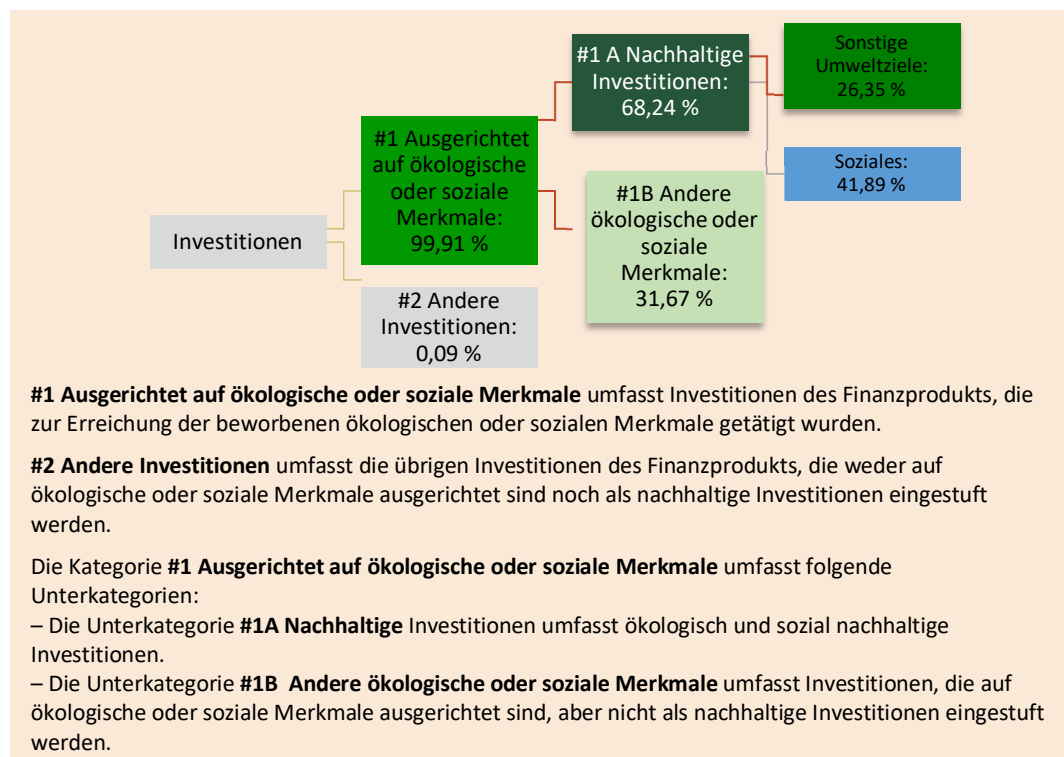 Investitionen
#1 Ausgerichtet
auf ökologische
oder soziale
Merkmale:
99,91 %
#2 Andere
Investitionen:
0,09 %
#1 A Nachhaltige
Investitionen:
68,24 %
#1B Andere
ökologische oder
soziale
Merkmale:
31,67 %
Sonstige
Umweltziele:
26,35 %
Soziales:
41,89 %
#1 Ausgerichtet auf ökologische oder soziale Merkmale umfasst Investitionen des Finanzprodukts, die
zur Erreichung der beworbenen ökologischen oder sozialen Merkmale getätigt wurden.
#2 Andere Investitionen umfasst die übrigen Investitionen des Finanzprodukts, die weder auf
ökologische oder soziale Merkmale ausgerichtet sind noch als nachhaltige Investitionen eingestuft
werden.
Die Kategorie #1 Ausgerichtet auf ökologische oder soziale Merkmale umfasst folgende
Unterkategorien:
– Die Unterkategorie #1A Nachhaltige Investitionen umfasst ökologisch und sozial nachhaltige
Investitionen.
– Die Unterkategorie #1B  Andere ökologische oder soziale Merkmale umfasst Investitionen, die auf
ökologische oder soziale Merkmale ausgerichtet sind, aber nicht als nachhaltige Investitionen eingestuft
werden.